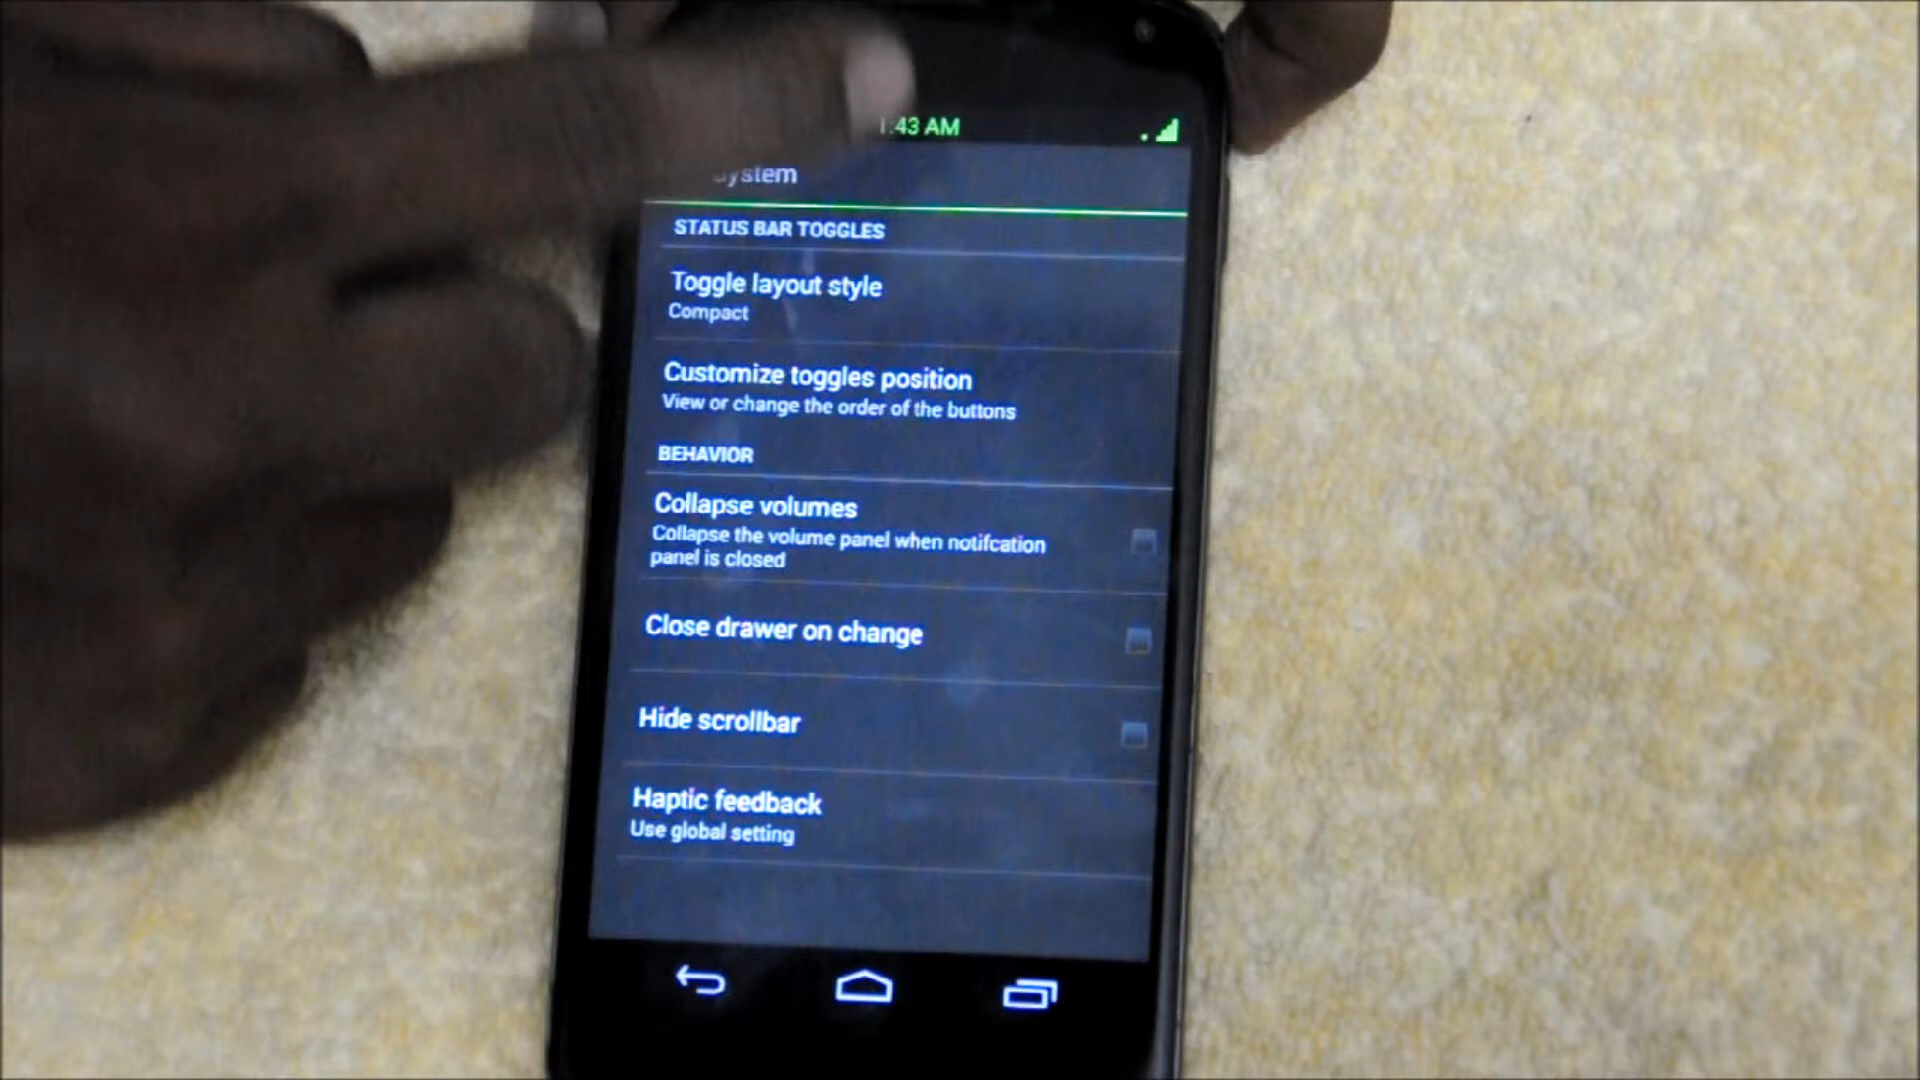 :43 AM
System
STATUS BAR TOGGLES
Toggle layout style
Compact
Customize toggles position
View or change the order of the buttons
BEHAVIOR
Collapse volumes
Collapse the volume panel when notifcation
panel is closed
Close drawer on change
Hide scrollbar
Haptic feedback
Use global setting